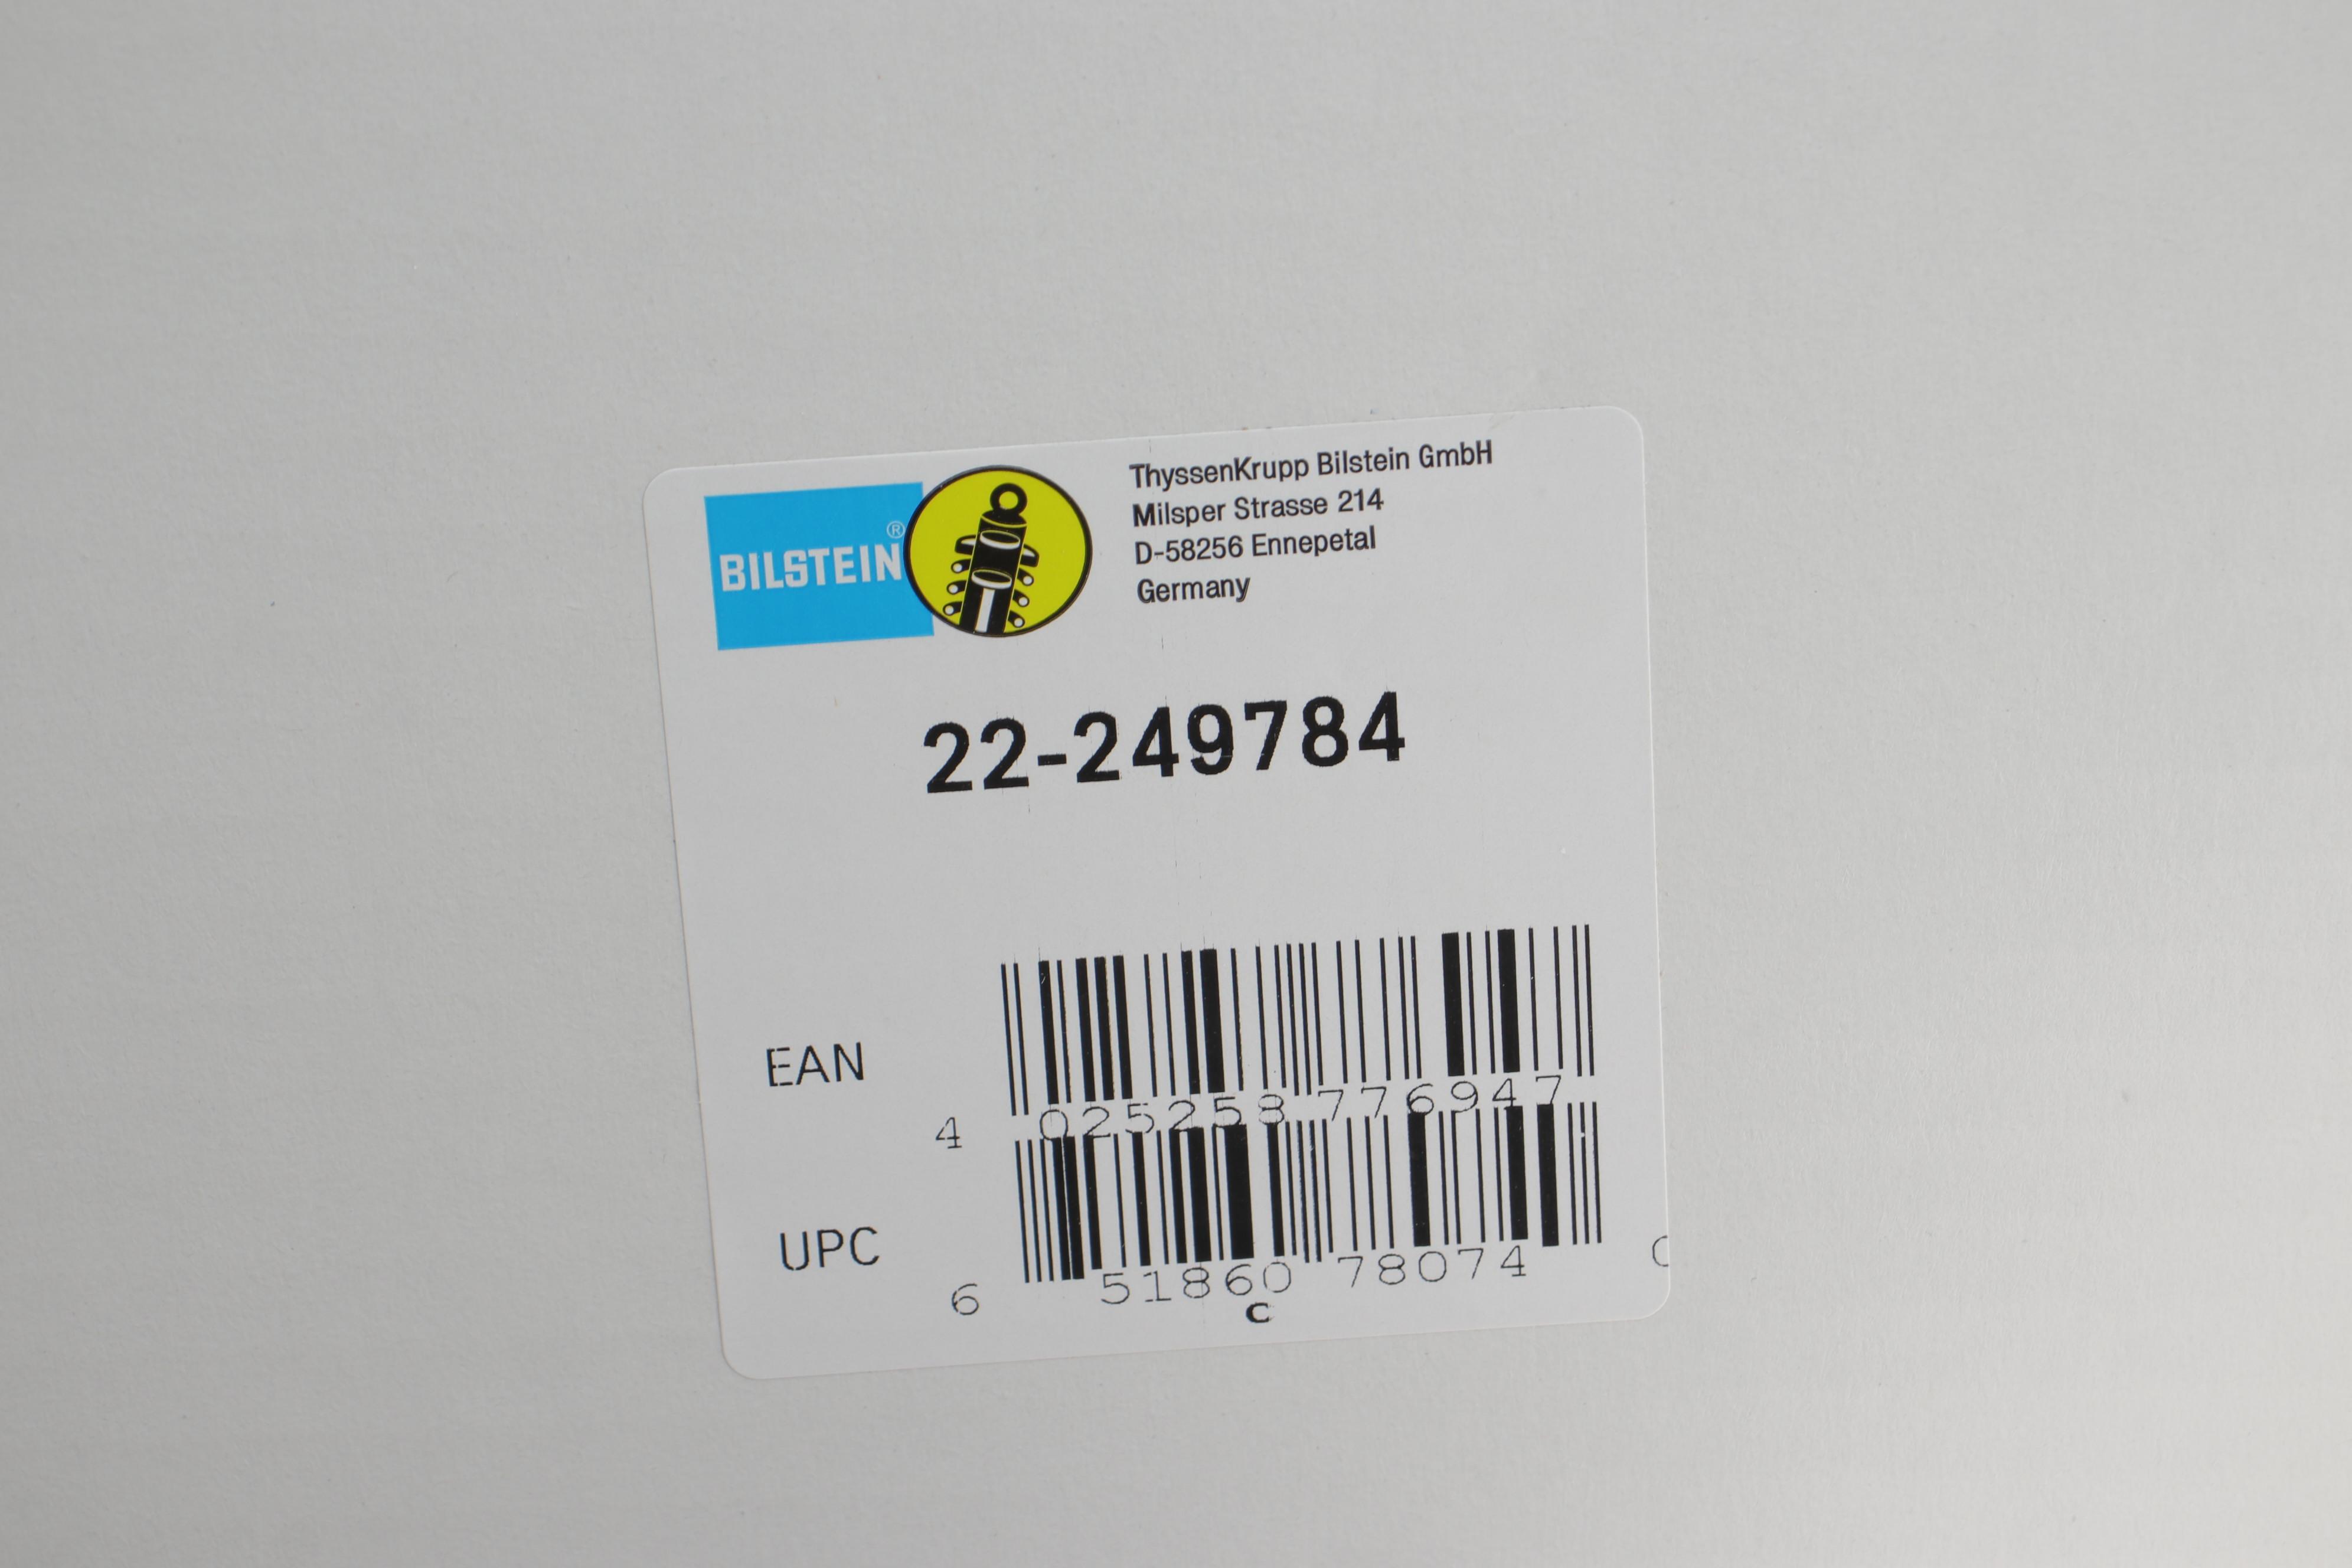 BILSTEIN®
ThyssenKrupp Bilstein GmbH
Milsper Strasse 214
D-58256 Ennepetal
Germany
22-249784
EAN
4 025258 776947
UPC
6 51860 78074 0
C